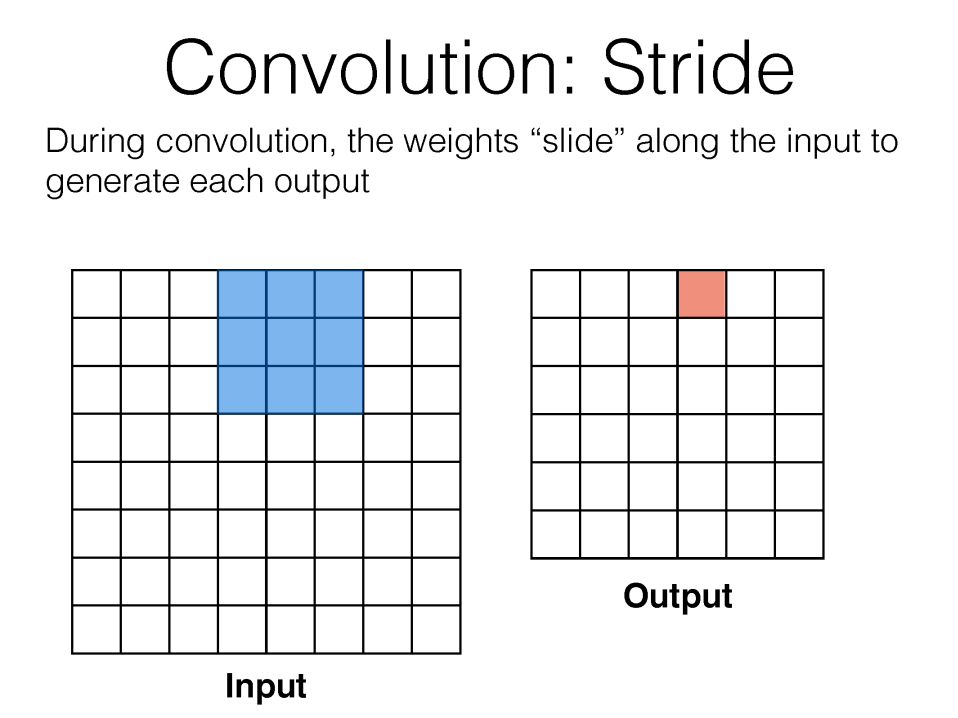 Convolution: Stride
During convolution, the weights “slide” along the input to
generate each output
Output
Input